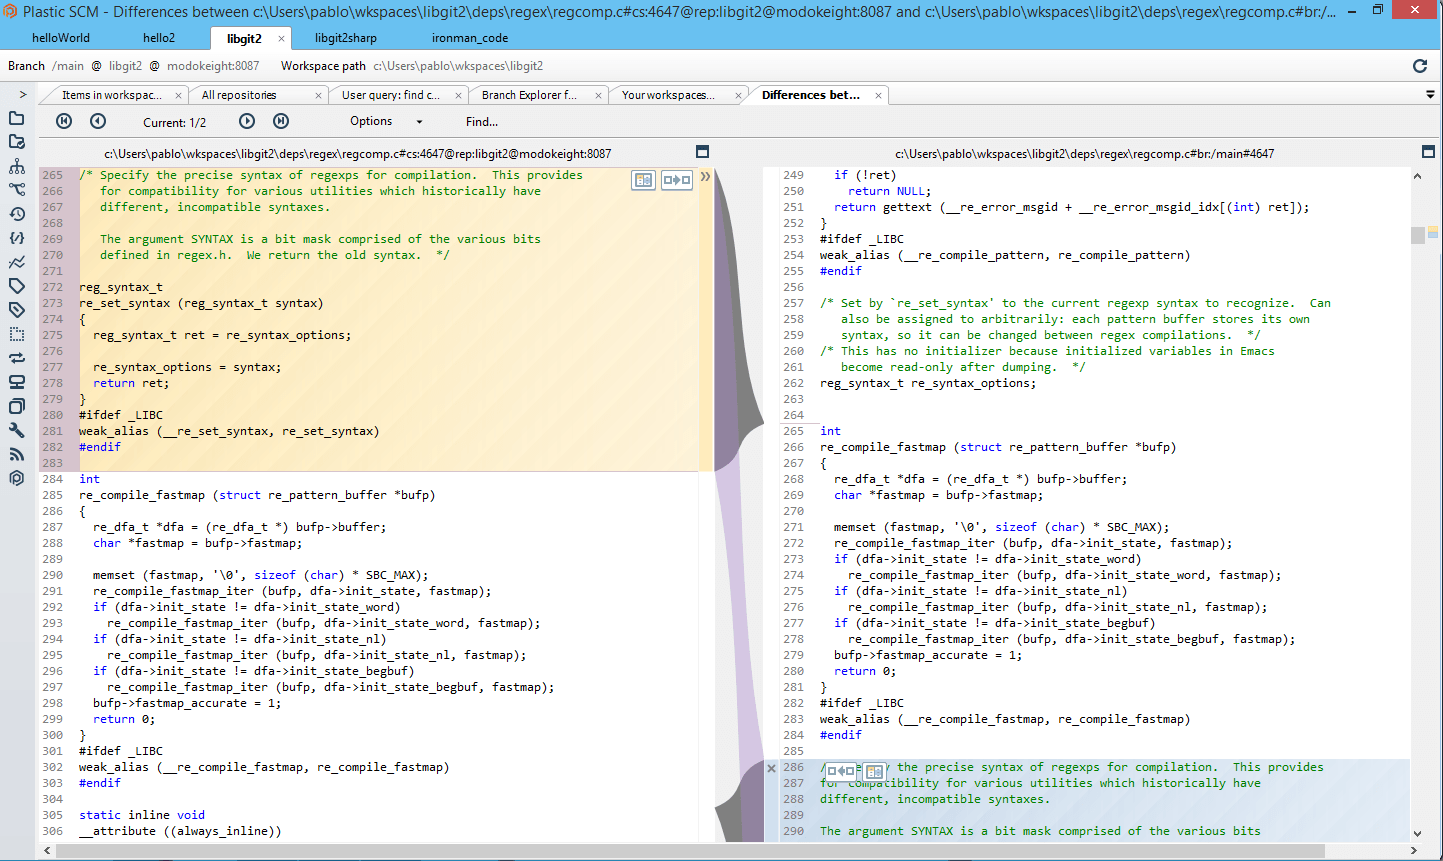 Plastic SCM - Differences between c:\Users\pablo\wkspaces\libgit2\deps\regex\regcomp.c#cs:4647@rep:libgit2@modokeight:8087 and c:\Users\pablo\wkspaces\libgit2\deps\regex\regcomp.c#br:/...
helloWorld hello2 libgit2 libgit2sharp ironman_code
Branch /main @ libgit2 @ modokeight:8087 Workspace path c:\Users\pablo\wkspaces\libgit2
Items in workspac... All repositories User query: find c... Branch Explorer f... Your workspaces... Differences bet...
Current: 1/2 Options Find...
c:\Users\pablo\wkspaces\libgit2\deps\regex\regcomp.c#cs:4647@rep:libgit2@modokeight:8087
265 /* Specify the precise syntax of regexps for compilation.  This provides
266    for compatibility for various utilities which historically have
267    different, incompatible syntaxes.
268
269    The argument SYNTAX is a bit mask comprised of the various bits
270    defined in regex.h.  We return the old syntax.  */
271
272 reg_syntax_t
273 re_set_syntax (reg_syntax_t syntax)
274 {
275   reg_syntax_t ret = re_syntax_options;
276
277   re_syntax_options = syntax;
278   return ret;
279 }
280 #ifdef _LIBC
281 weak_alias (__re_set_syntax, re_set_syntax)
282 #endif
283
284 int
285 re_compile_fastmap (struct re_pattern_buffer *bufp)
286 {
287   re_dfa_t *dfa = (re_dfa_t *) bufp->buffer;
288   char *fastmap = bufp->fastmap;
289
290   memset (fastmap, '\0', sizeof (char) * SBC_MAX);
291   re_compile_fastmap_iter (bufp, dfa->init_state, fastmap);
292   if (dfa->init_state != dfa->init_state_word)
293     re_compile_fastmap_iter (bufp, dfa->init_state_word, fastmap);
294   if (dfa->init_state != dfa->init_state_nl)
295     re_compile_fastmap_iter (bufp, dfa->init_state_nl, fastmap);
296   if (dfa->init_state != dfa->init_state_begbuf)
297     re_compile_fastmap_iter (bufp, dfa->init_state_begbuf, fastmap);
298   bufp->fastmap_accurate = 1;
299   return 0;
300 }
301 #ifdef _LIBC
302 weak_alias (__re_compile_fastmap, re_compile_fastmap)
303 #endif
304
305 static inline void
306 __attribute ((always_inline))
c:\Users\pablo\wkspaces\libgit2\deps\regex\regcomp.c#br:/main#4647
249   if (!ret)
250     return NULL;
251   return gettext (__re_error_msgid + __re_error_msgid_idx[(int) ret]);
252 }
253 #ifdef _LIBC
254 weak_alias (__re_compile_pattern, re_compile_pattern)
255 #endif
256
257 /* Set by `re_set_syntax' to the current regexp syntax to recognize.  Can
258    also be assigned to arbitrarily: each pattern buffer stores its own
259    syntax, so it can be changed between regex compilations.  */
260 /* This has no initializer because initialized variables in Emacs
261    become read-only after dumping.  */
262 reg_syntax_t re_syntax_options;
263
264
265 int
266 re_compile_fastmap (struct re_pattern_buffer *bufp)
267 {
268   re_dfa_t *dfa = (re_dfa_t *) bufp->buffer;
269   char *fastmap = bufp->fastmap;
270
271   memset (fastmap, '\0', sizeof (char) * SBC_MAX);
272   re_compile_fastmap_iter (bufp, dfa->init_state, fastmap);
273   if (dfa->init_state != dfa->init_state_word)
274     re_compile_fastmap_iter (bufp, dfa->init_state_word, fastmap);
275   if (dfa->init_state != dfa->init_state_nl)
276     re_compile_fastmap_iter (bufp, dfa->init_state_nl, fastmap);
277   if (dfa->init_state != dfa->init_state_begbuf)
278     re_compile_fastmap_iter (bufp, dfa->init_state_begbuf, fastmap);
279   bufp->fastmap_accurate = 1;
280   return 0;
281 }
282 #ifdef _LIBC
283 weak_alias (__re_compile_fastmap, re_compile_fastmap)
284 #endif
285
286 the precise syntax of regexps for compilation.  This provides
287 for compatibility for various utilities which historically have
288 different, incompatible syntaxes.
289
290 The argument SYNTAX is a bit mask comprised of the various bits